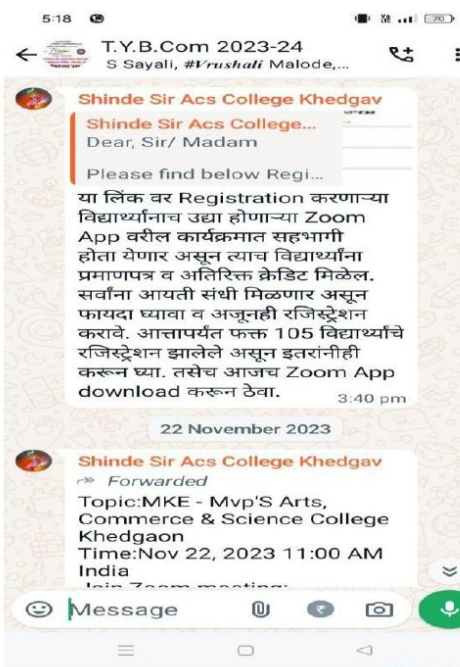 5:18
70
T.Y.B.Com 2023-24
S Sayali, #Vrushali Malode,...
Shinde Sir Acs College Khedgav
Shinde Sir Acs College...
Dear, Sir/ Madam
Please find below Regi...
या लिंक वर Registration करणाऱ्या
विद्यार्थ्यांनाच उद्या होणाऱ्या Zoom
App वरील कार्यक्रमात सहभागी
होता येणार असून त्याच विद्यार्थ्यांना
प्रमाणपत्र व अतिरिक्त क्रेडिट मिळेल.
सर्वांना आयती संधी मिळणार असून
फायदा घ्यावा व अजूनही रजिस्ट्रेशन
करावे. आत्तापर्यंत फक्त 105 विद्यार्थ्यांचे
रजिस्ट्रेशन झालेले असून इतरांनीही
करून घ्या. तसेच आजच Zoom App
download करून ठेवा.
3:40 pm
22 November 2023
Shinde Sir Acs College Khedgav
Forwarded
Topic:MKE - Mvp'S Arts,
Commerce & Science College
Khedgaon
Time:Nov 22, 2023 11:00 AM
India
Join Zoom meeting:
Message